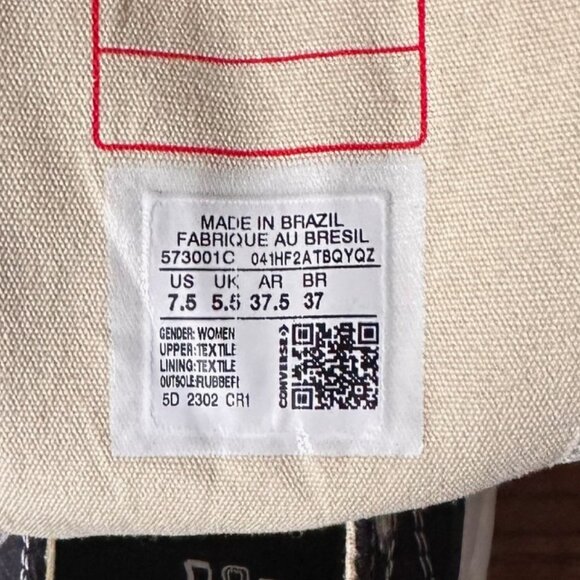 MADE IN BRAZIL
FABRIQUE AU BRESIL
573001C 041HF2ATBQYQZ
US UK AR BR
7.5 5.5 37.5 37
GENDER: WOMEN
UPPER:TEXTILE
LINING:TEXTILE
OUTSOLE:RUBBER
5D 2302 CR1
CONVERSE